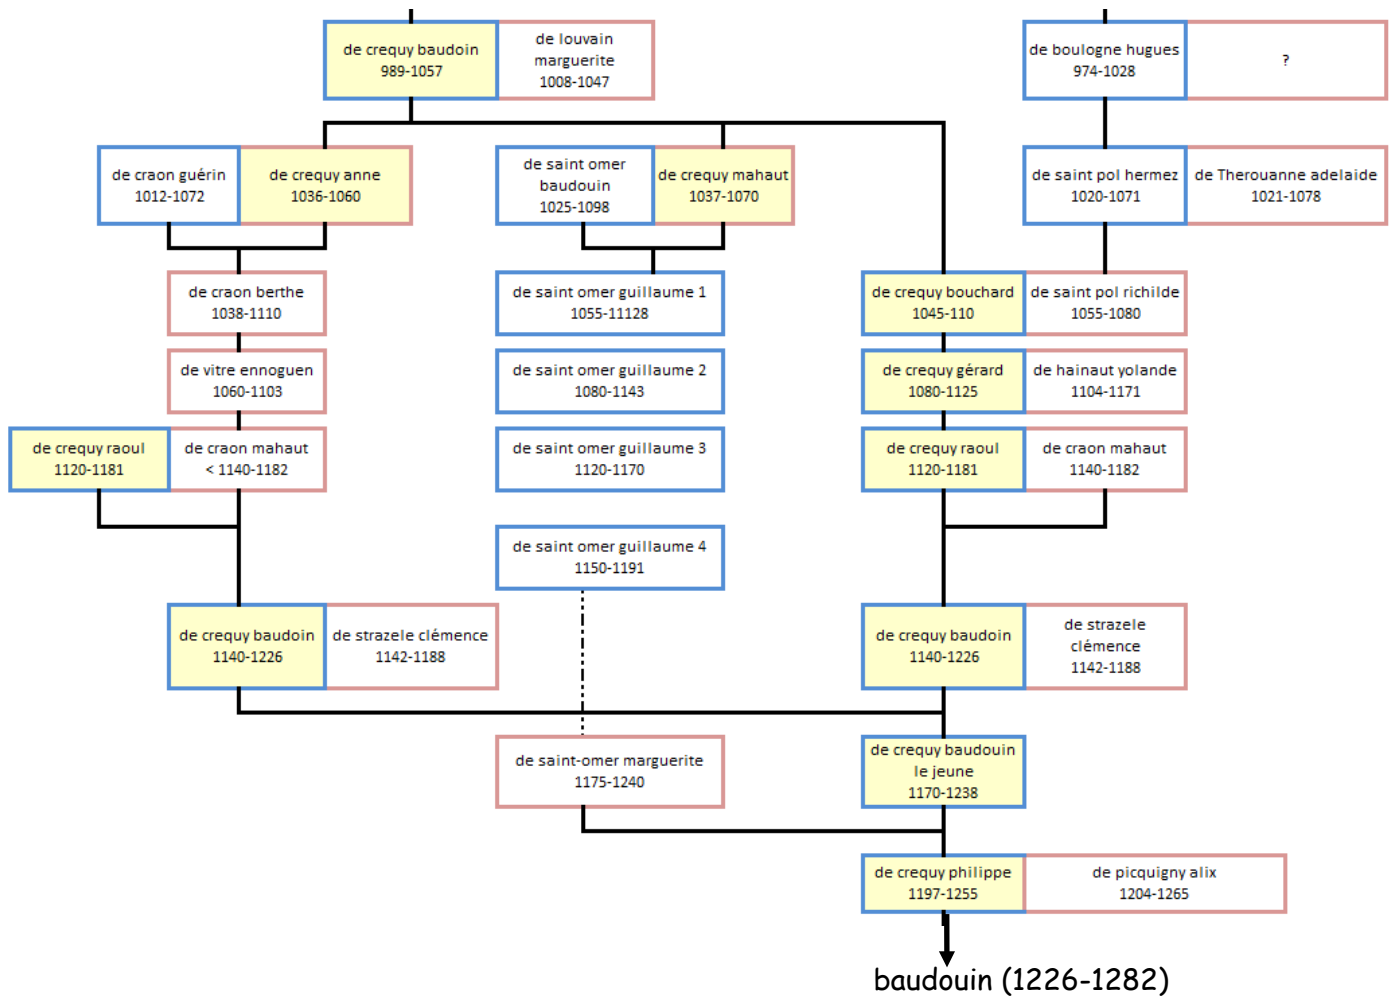 de crequy baudoin
989-1057
de louvain
marguerite
1008-1047
de boulogne hugues
974-1028
?
de craon guérin
1012-1072
de crequy anne
1036-1060
de saint omer
baudouin
1025-1098
de crequy mahaut
1037-1070
de saint pol hermez
1020-1071
de Therouanne adelaide
1021-1078
de craon berthe
1038-1110
de saint omer guillaume 1
1055-11128
de crequy bouchard
1045-110
de saint pol richilde
1055-1080
de vitre ennoguen
1060-1103
de saint omer guillaume 2
1080-1143
de crequy gérard
1080-1125
de hainaut yolande
1104-1171
de crequy raoul
1120-1181
de craon mahaut
< 1140-1182
de saint omer guillaume 3
1120-1170
de crequy raoul
1120-1181
de craon mahaut
1140-1182
de saint omer guillaume 4
1150-1191
de crequy baudoin
1140-1226
de strazele clémence
1142-1188
de crequy baudoin
1140-1226
de strazele
clémence
1142-1188
de saint-omer marguerite
1175-1240
de crequy baudouin
le jeune
1170-1238
de crequy philippe
1197-1255
de picquigny alix
1204-1265
baudouin (1226-1282)